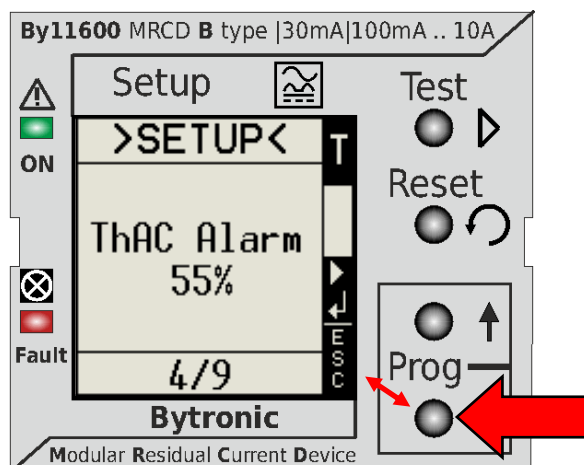 By11600 MRCD B type |30mA|100mA .. 10A
Setup
Test
ON
>SETUP<
T
Reset
ThAC Alarm
55%
Fault
ESC
Prog
4/9
Bytronic
Modular Residual Current Device